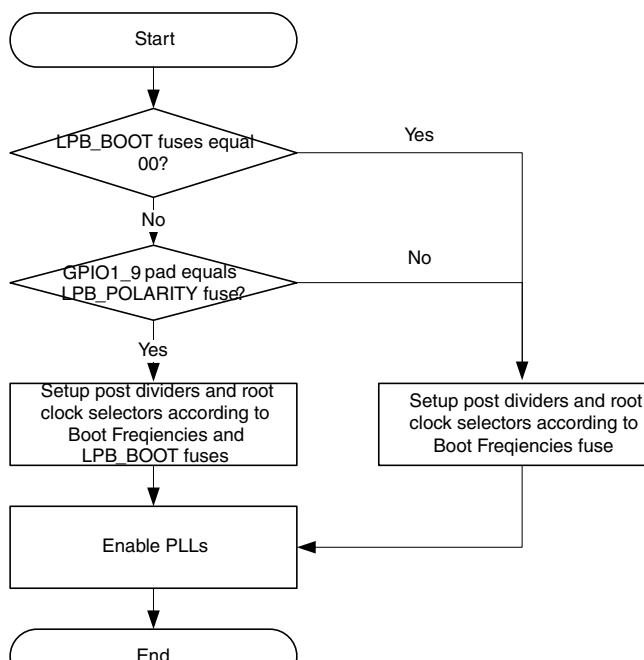 Start
LPB_BOOT fuses equal
00?
Yes
No
GPIO1_9 pad equals
LPB_POLARITY fuse?
No
Yes
Setup post dividers and root
clock selectors according to
Boot Freqiencies and
LPB_BOOT fuses
Setup post dividers and root
clock selectors according to
Boot Freqiencies fuse
Enable PLLs
End